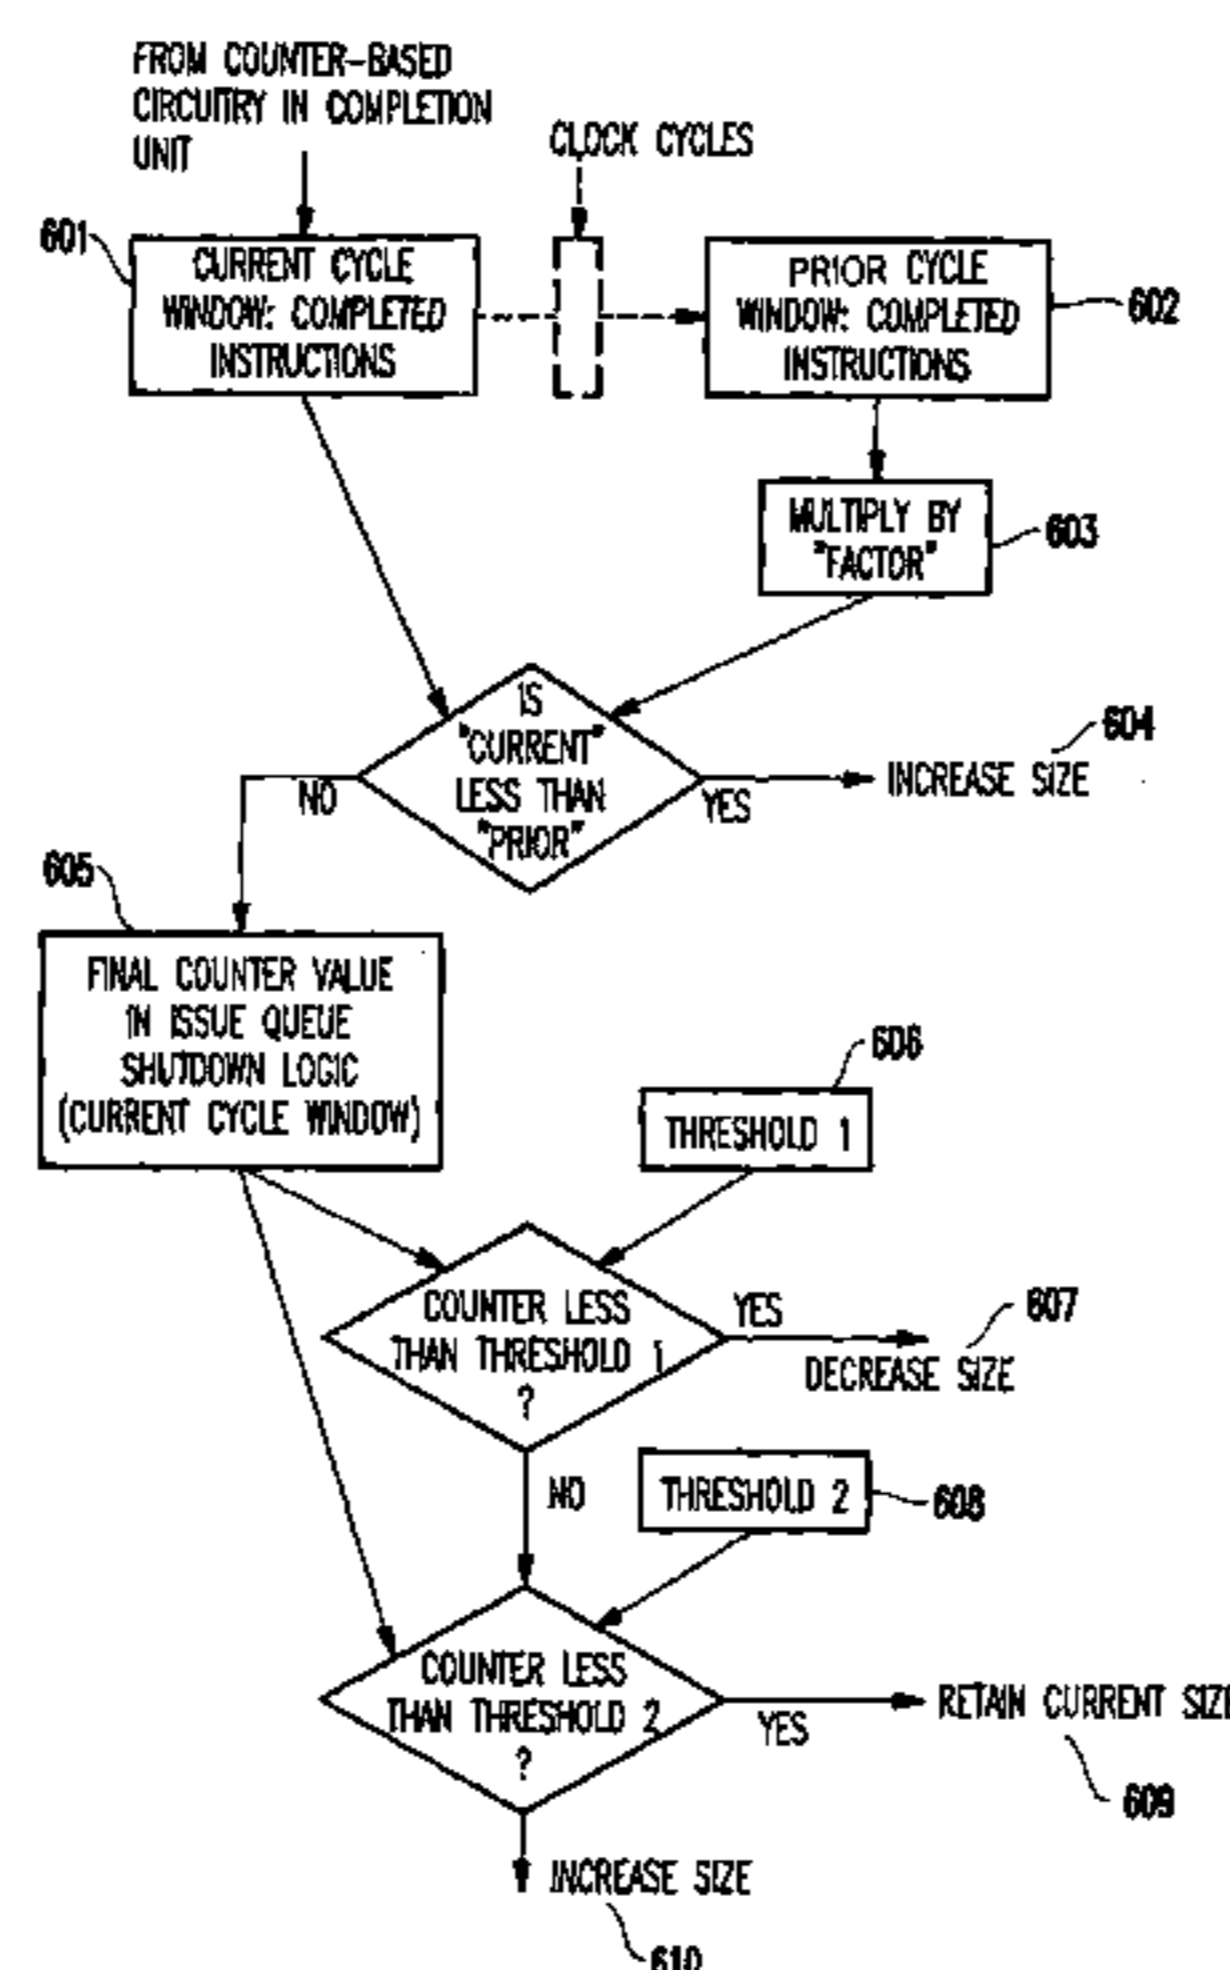 FROM COUNTER-BASED
CIRCUITRY IN COMPLETION
UNIT
CLOCK CYCLES
601
CURRENT CYCLE
WINDOW: COMPLETED
INSTRUCTIONS
PRIOR CYCLE
WINDOW: COMPLETED
INSTRUCTIONS
602
MULTIPLY BY
"FACTOR"
603
IS
"CURRENT"
LESS THAN
"PRIOR"
NO
YES
INCREASE SIZE
604
605
FINAL COUNTER VALUE
IN ISSUE QUEUE
SHUTDOWN LOGIC
(CURRENT CYCLE WINDOW)
606
THRESHOLD 1
COUNTER LESS
THAN THRESHOLD 1
?
YES
607
DECREASE SIZE
NO
THRESHOLD 2
608
COUNTER LESS
THAN THRESHOLD 2
?
YES
RETAIN CURRENT SIZE
609
INCREASE SIZE
610